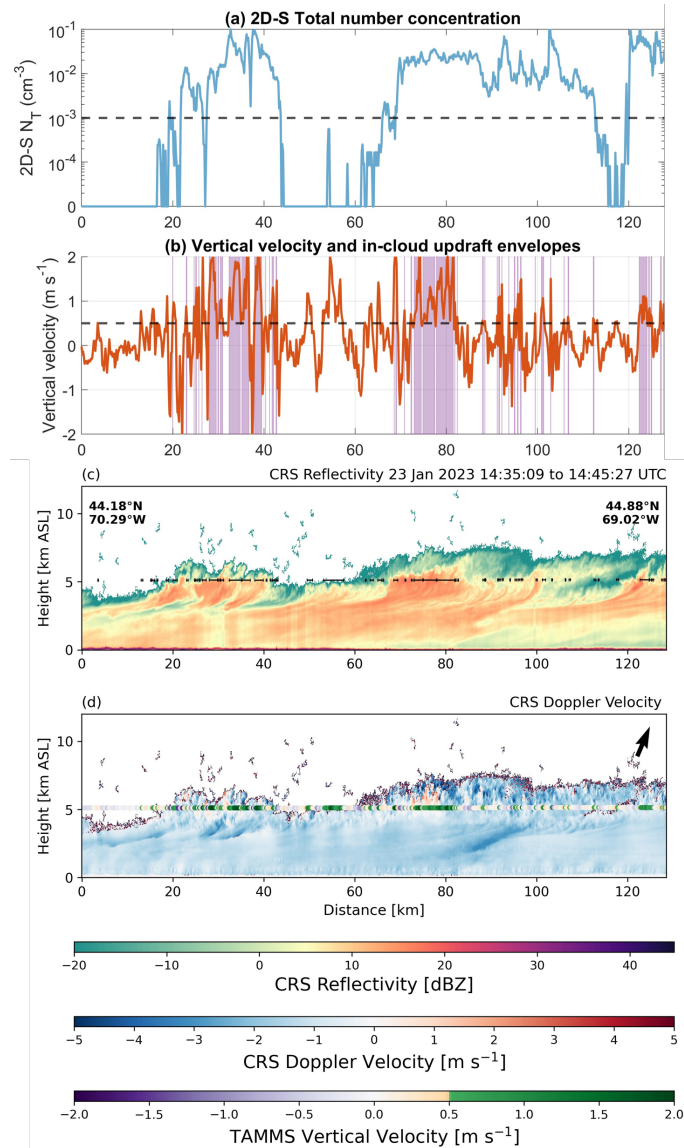 (a) 2D-S Total number concentration
10⁻¹
10⁻²
10⁻³
10⁻⁴
0
2D-S N_T (cm⁻³)
0 20 40 60 80 100 120
(b) Vertical velocity and in-cloud updraft envelopes
2
1
0
-1
-2
Vertical velocity (m s⁻¹)
0 20 40 60 80 100 120
(c) CRS Reflectivity 23 Jan 2023 14:35:09 to 14:45:27 UTC
44.18°N 44.88°N
70.29°W 69.02°W
10
5
0
Height [km ASL]
0 20 40 60 80 100 120
(d) CRS Doppler Velocity
10
5
0
Height [km ASL]
0 20 40 60 80 100 120
Distance [km]
−20 −10 0 10 20 30 40
CRS Reflectivity [dBZ]
−5 −4 −3 −2 −1 0 1 2 3 4 5
CRS Doppler Velocity [m s⁻¹]
−2.0 −1.5 −1.0 −0.5 0.0 0.5 1.0 1.5 2.0
TAMMS Vertical Velocity [m s⁻¹]